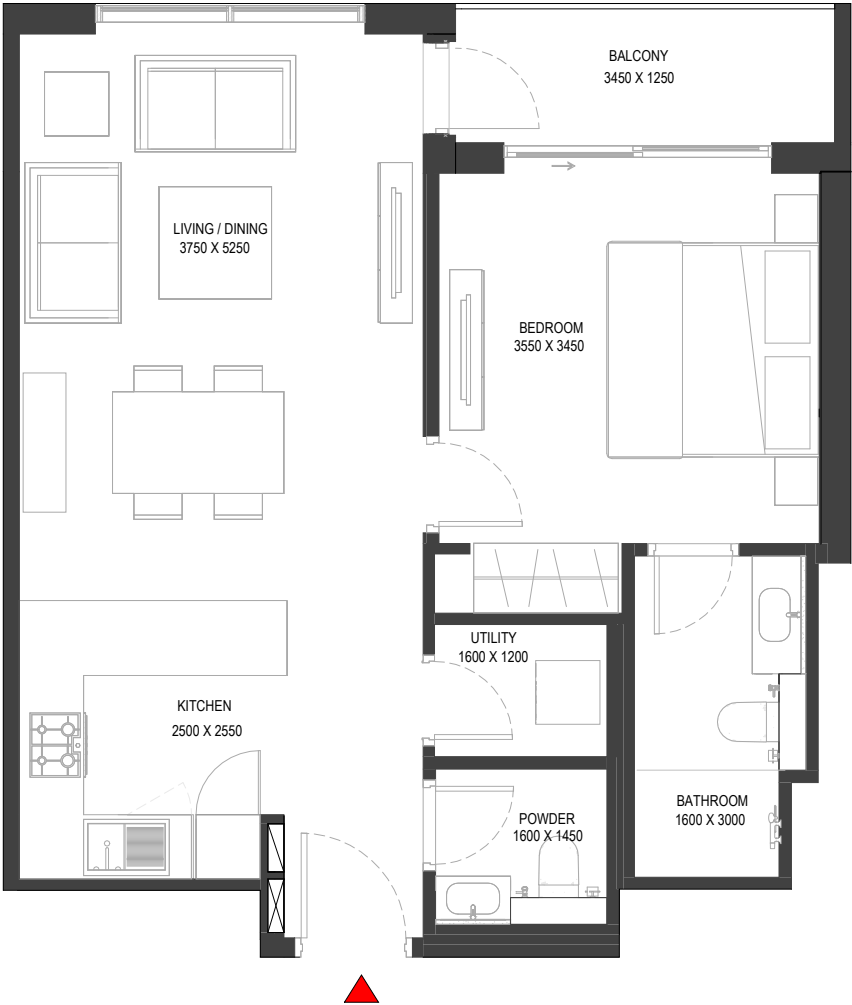 BALCONY
3450 X 1250
LIVING / DINING
3750 X 5250
BEDROOM
3550 X 3450
UTILITY
1600 X 1200
KITCHEN
2500 X 2550
BATHROOM
1600 X 3000
POWDER
1600 X 1450